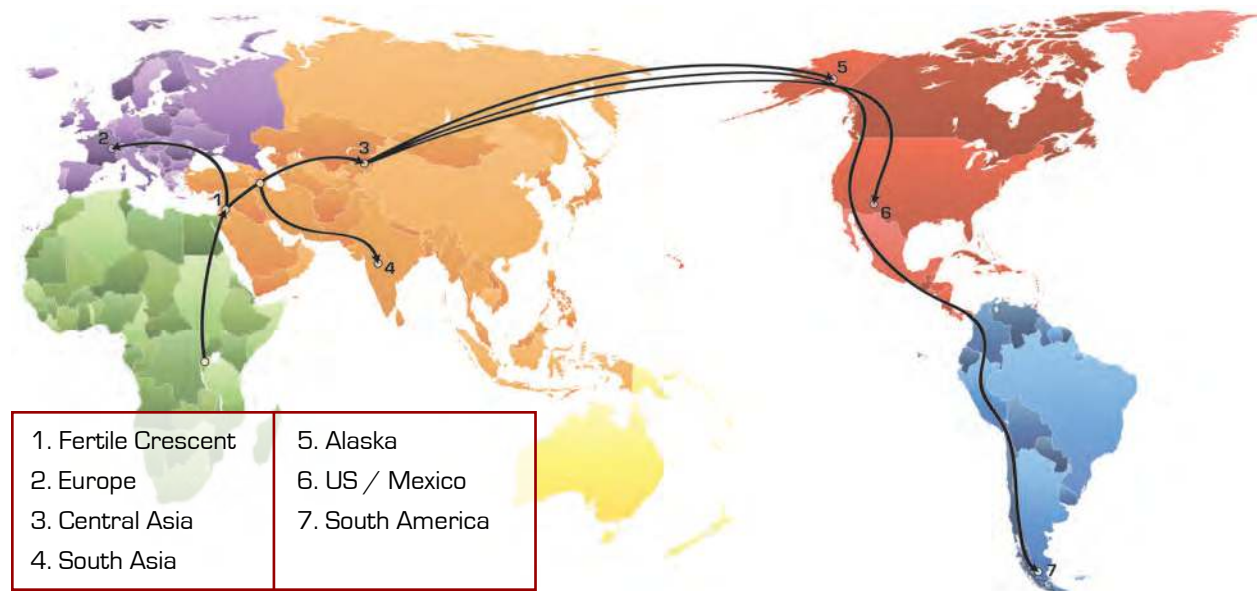 2
1
3
4
5
6
7
1. Fertile Crescent
2. Europe
3. Central Asia
4. South Asia
5. Alaska
6. US / Mexico
7. South America